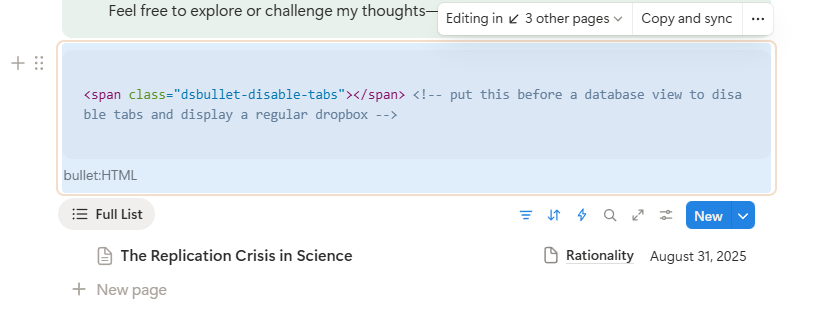 Feel free to explore or challenge my thoughts—
Editing in ↙ 3 other pages
Copy and sync
<span class="dsbullet-disable-tabs"></span> <!-- put this before a database view to disa
ble tabs and display a regular dropbox -->
bullet:HTML
Full List
New
The Replication Crisis in Science
Rationality
August 31, 2025
New page